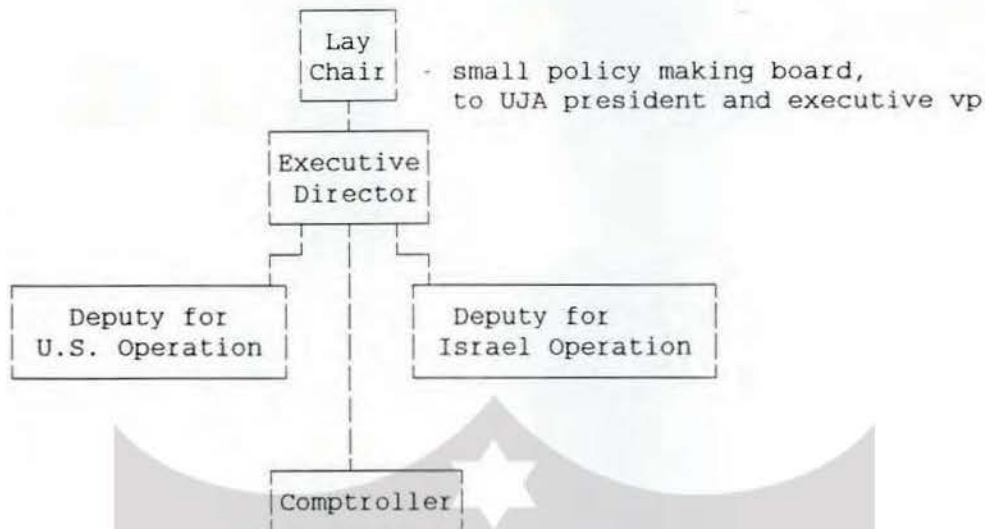 Lay
Chair
- small policy making board,
to UJA president and executive vp
Executive
Director
Deputy for
U.S. Operation
Deputy for
Israel Operation
Comptroller